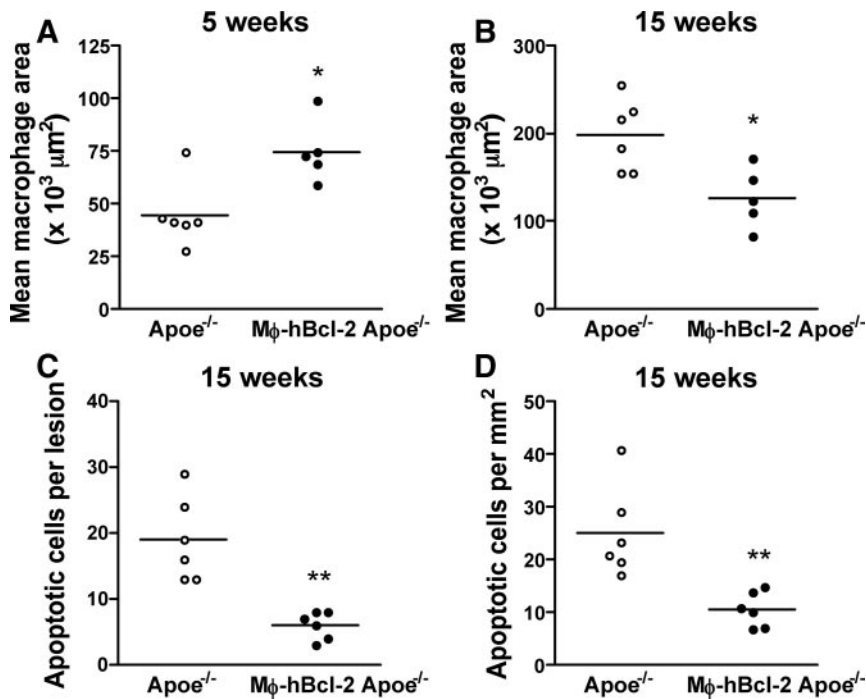 A
5 weeks
Mean macrophage area
(x 10³ μm²)
125
100
75
50
25
0
*
Apoe⁻/⁻
Mϕ-hBcl-2 Apoe⁻/⁻
B
15 weeks
Mean macrophage area
(x 10³ μm²)
300
200
100
0
*
Apoe⁻/⁻
Mϕ-hBcl-2 Apoe⁻/⁻
C
15 weeks
Apoptotic cells per lesion
40
30
20
10
0
**
Apoe⁻/⁻
Mϕ-hBcl-2 Apoe⁻/⁻
D
15 weeks
Apoptotic cells per mm²
50
40
30
20
10
0
**
Apoe⁻/⁻
Mϕ-hBcl-2 Apoe⁻/⁻